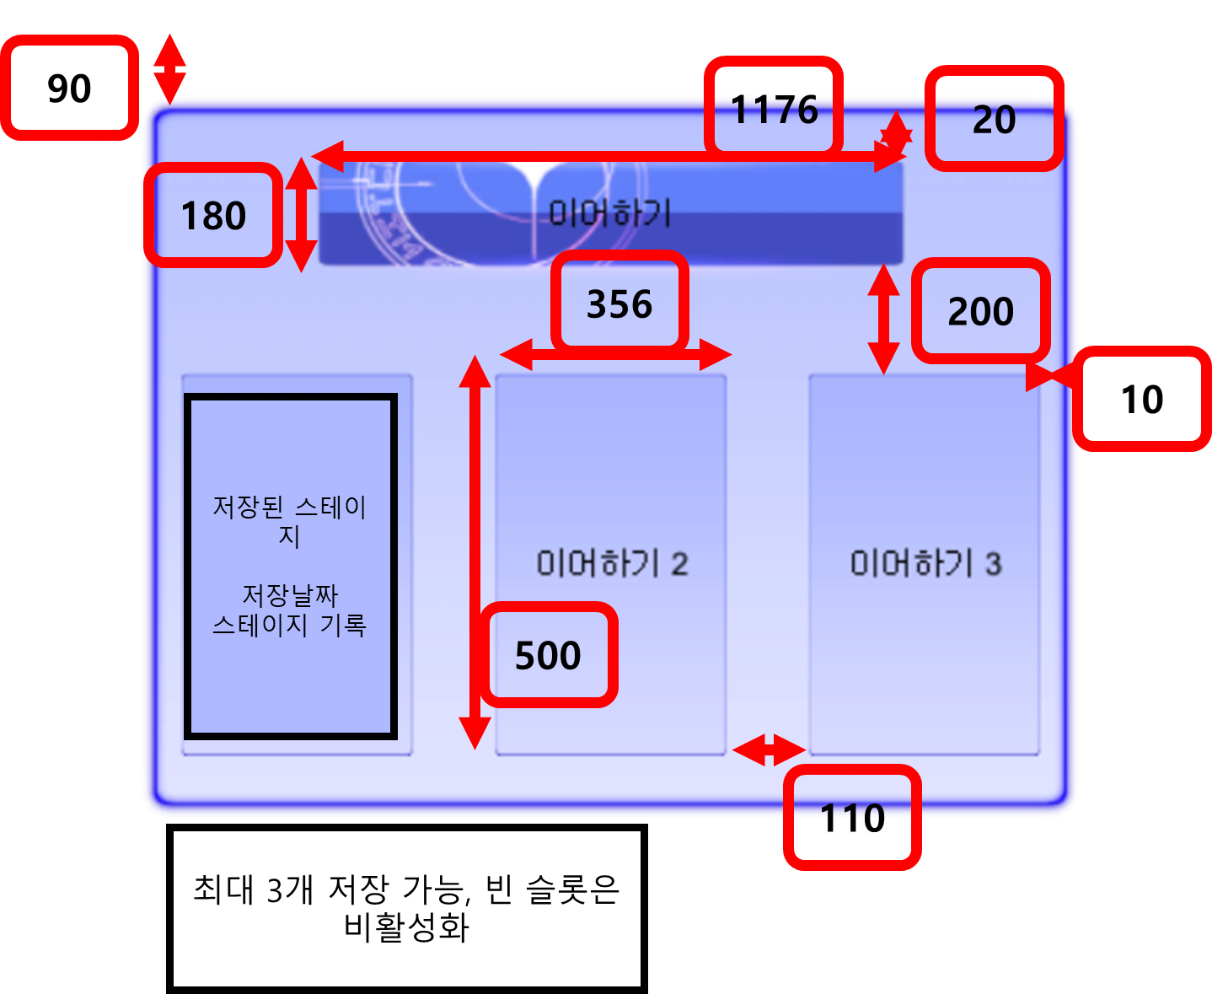 90
1176
20
180
이어하기
356
200
10
저장된 스테이
지
저장날짜
스테이지 기록
이어하기 2
이어하기 3
500
110
최대 3개 저장 가능, 빈 슬롯은
비활성화